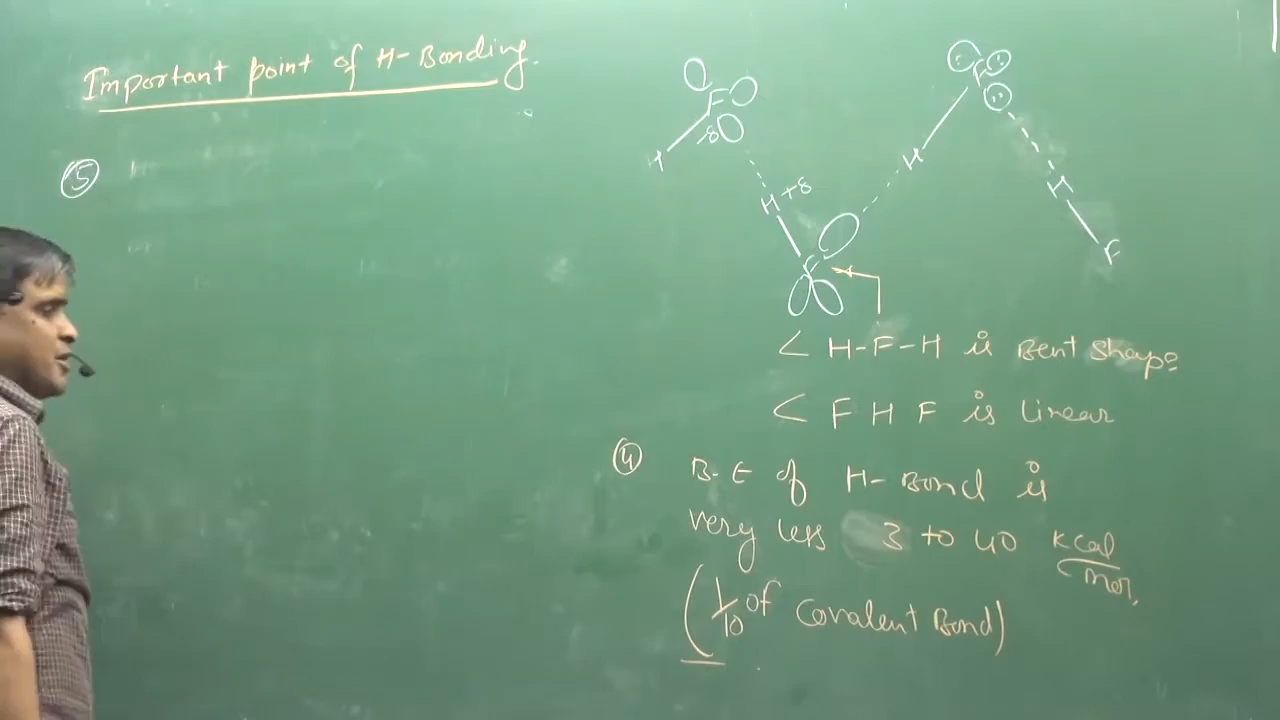 Important point of H-Bonding.
⑤
F
-δ
H
H +δ
F
F
H
H
F
< H-F-H is Bent Shape
< F H F is linear
④ B.E of H-Bond is
very less 3 to 40 kcal/mol.
(1/10 of Covalent Bond)